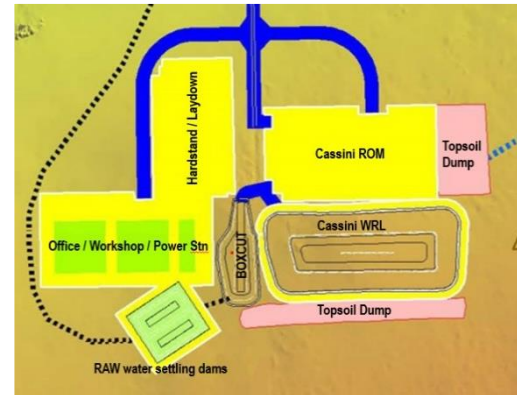 Hardstand / Laydown
Cassini ROM
Topsoil
Dump
Office / Workshop / Power Stn
BOXCUT
Cassini WRL
Topsoil Dump
RAW water settling dams